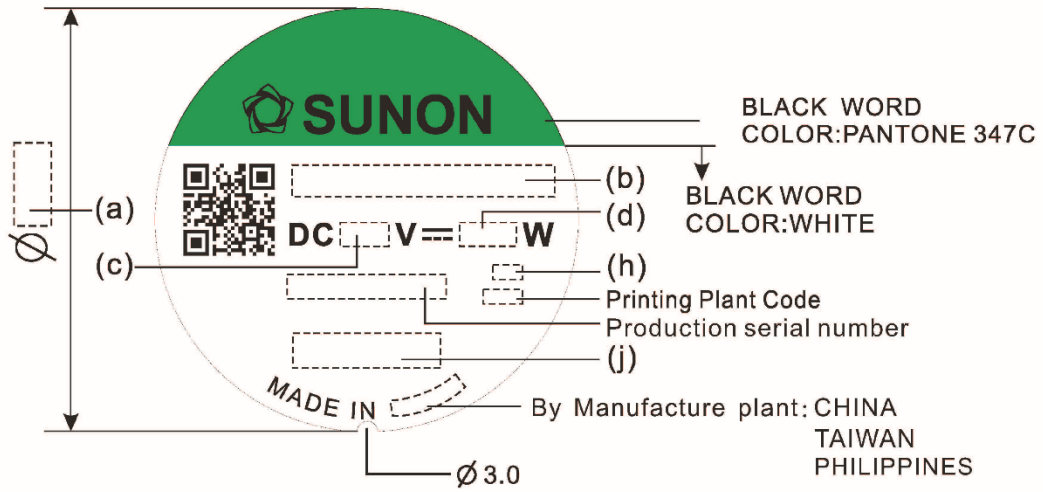 SUNON
BLACK WORD
COLOR:PANTONE 347C
(b)
BLACK WORD
COLOR:WHITE
(a)
Ø
DC V W
(d)
(c)
(h)
Printing Plant Code
Production serial number
(j)
MADE IN
By Manufacture plant: CHINA
TAIWAN
PHILIPPINES
Ø 3.0